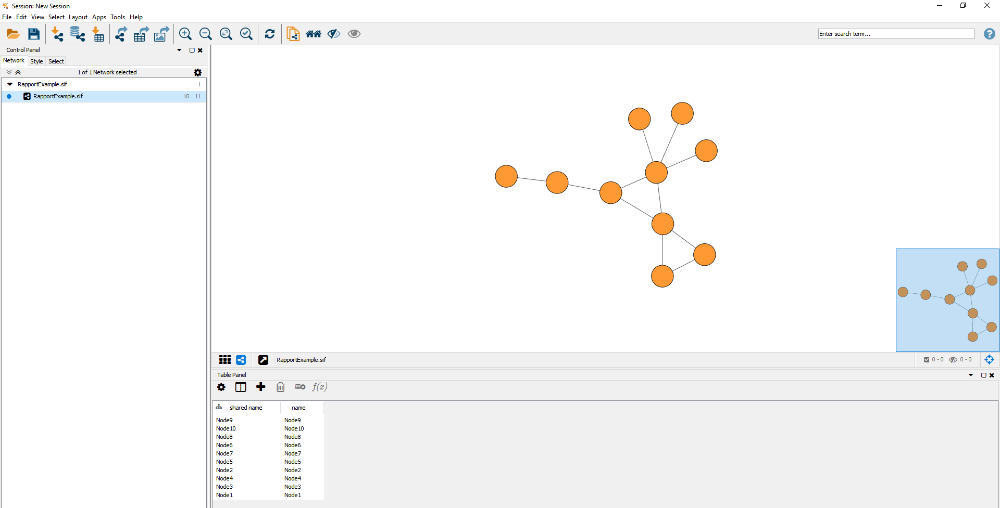 Session: New Session
File Edit View Select Layout Apps Tools Help
Enter search term...
Control Panel
Network Style Select
1 of 1 Network selected
RapportExample.sif 1
RapportExample.sif 10 11
RapportExample.sif
0 - 0 0 - 0
Table Panel
f(x)
shared name name
Node9 Node9
Node10 Node10
Node8 Node8
Node6 Node6
Node7 Node7
Node5 Node5
Node2 Node2
Node4 Node4
Node3 Node3
Node1 Node1